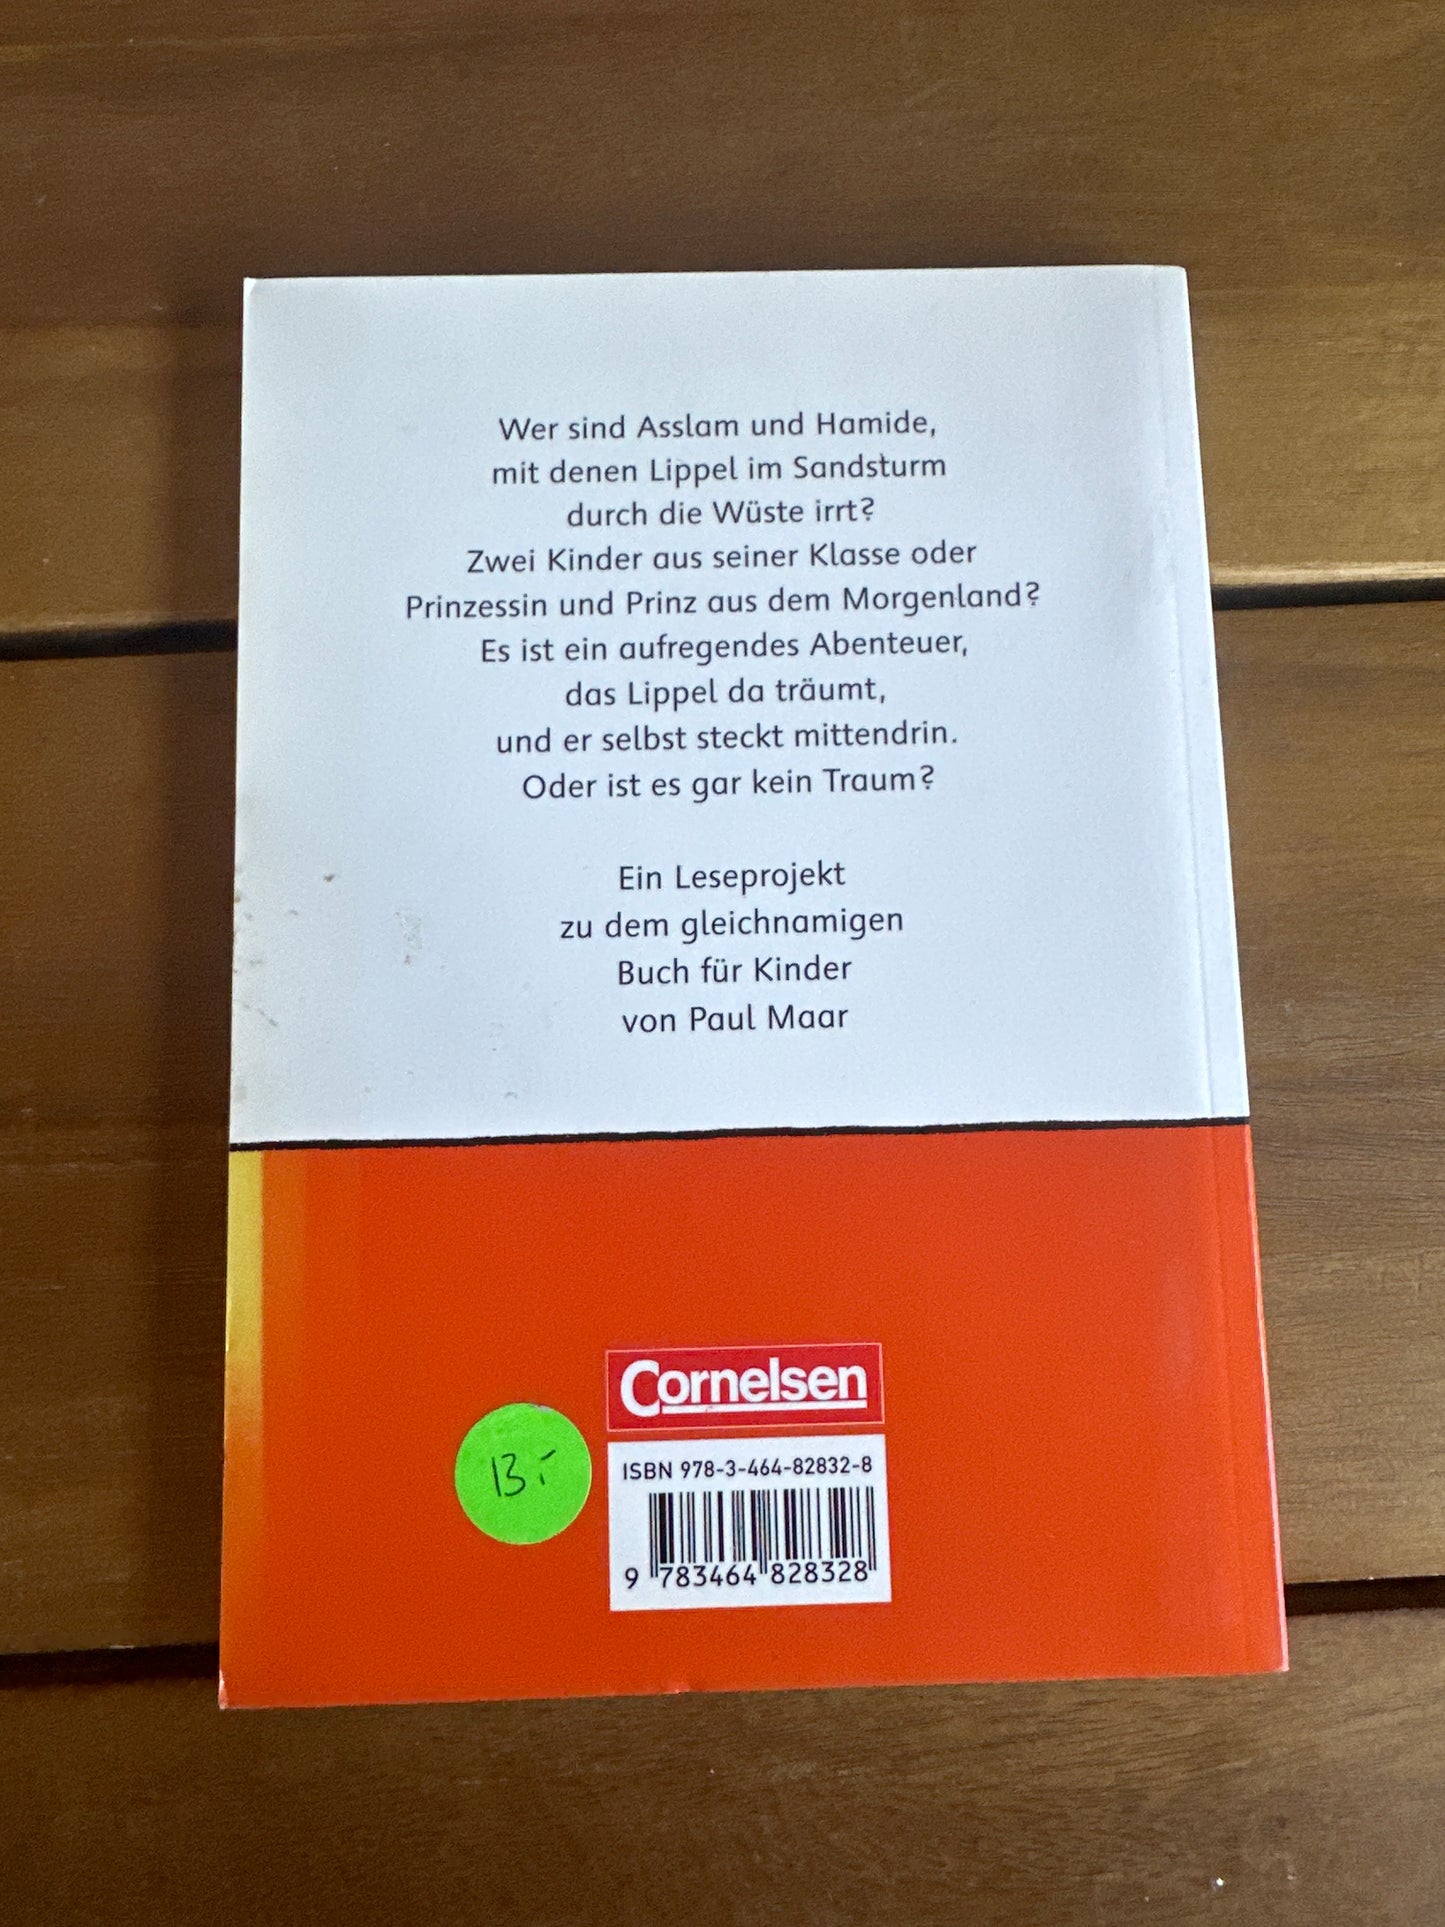 Wer sind Asslam und Hamide,
mit denen Lippel im Sandsturm
durch die Wüste irrt?
Zwei Kinder aus seiner Klasse oder
Prinzessin und Prinz aus dem Morgenland?
Es ist ein aufregendes Abenteuer,
das Lippel da träumt,
und er selbst steckt mittendrin.
Oder ist es gar kein Traum?
Ein Leseprojekt
zu dem gleichnamigen
Buch für Kinder
von Paul Maar
Cornelsen
13.-
ISBN 978-3-464-82832-8
9 783464 828328